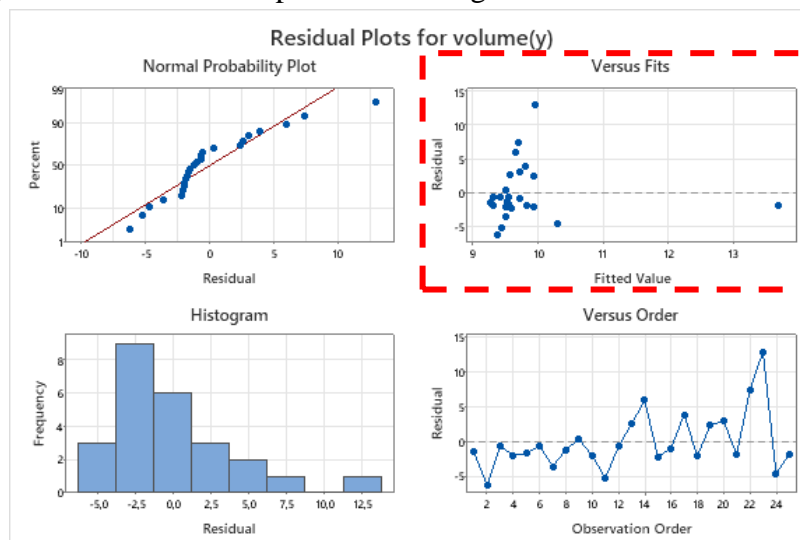 Residual Plots for volume(y)
Normal Probability Plot
99
90
50
10
1
Percent
-10 -5 0 5 10
Residual
Versus Fits
15
10
5
0
-5
Residual
9 10 11 12 13
Fitted Value
Histogram
8
6
4
2
0
Frequency
-5,0 -2,5 0,0 2,5 5,0 7,5 10,0 12,5
Residual
Versus Order
15
10
5
0
-5
Residual
2 4 6 8 10 12 14 16 18 20 22 24
Observation Order